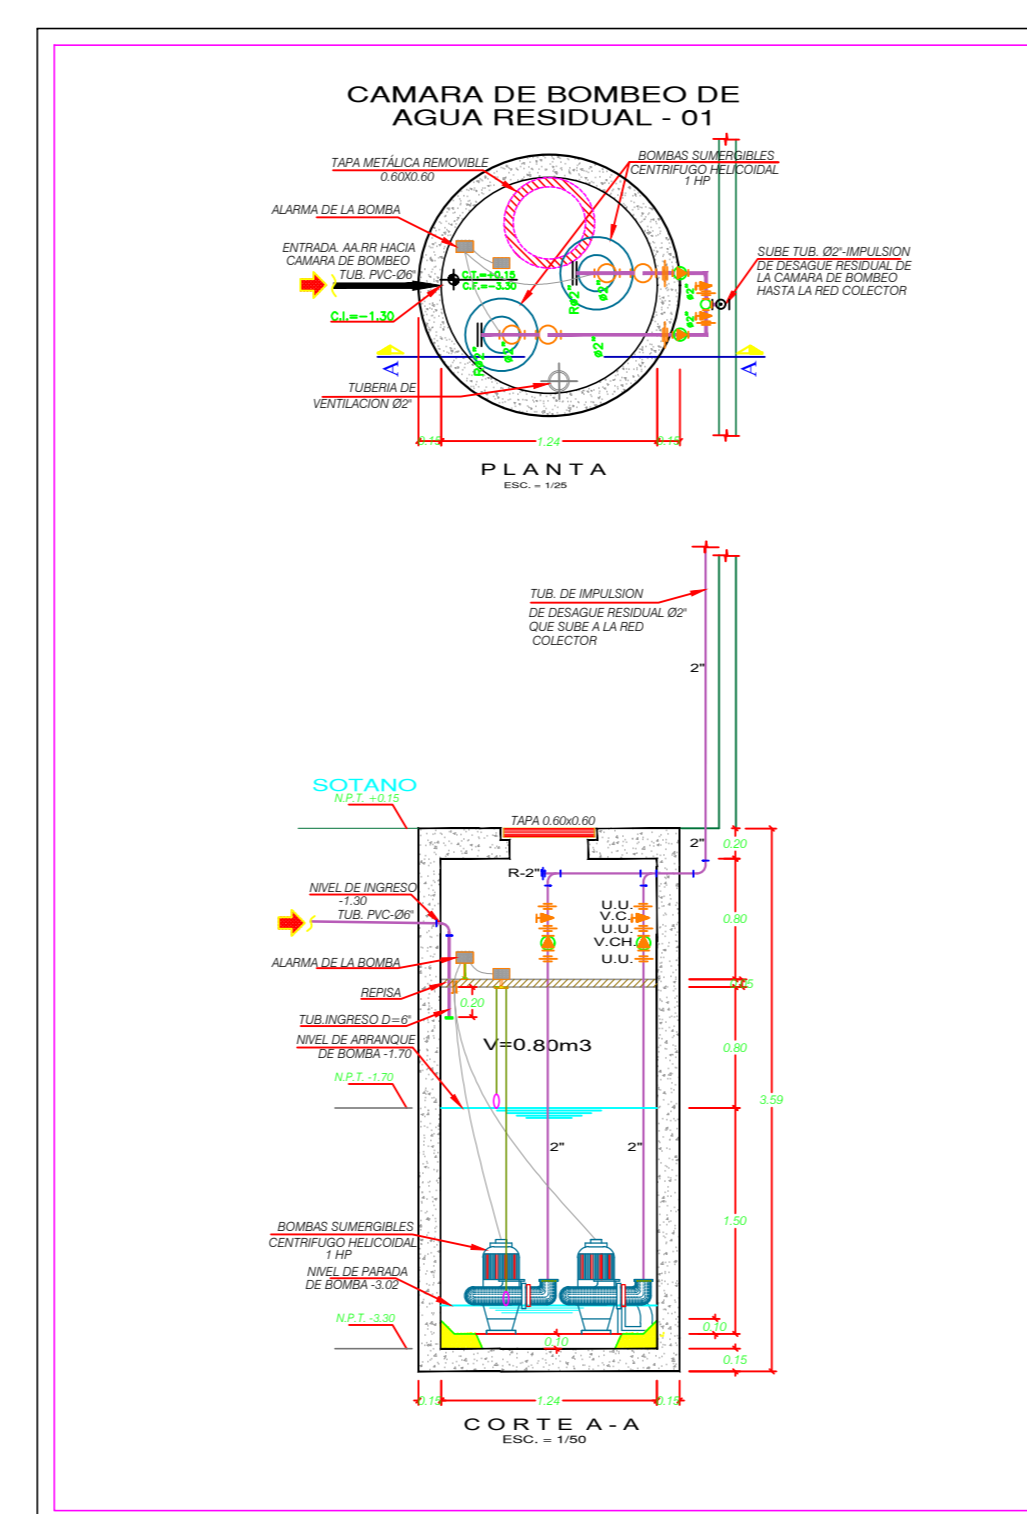 CAMARA DE BOMBEO DE
AGUA RESIDUAL - 01
TAPA METÁLICA REMOVIBLE
0.60X0.60
BOMBAS SUMERGIBLES
CENTRIFUGO HELICOIDAL
1 HP
ALARMA DE LA BOMBA
ENTRADA. AA.RR HACIA
CAMARA DE BOMBEO
TUB. PVC-Ø6"
C.T.=+0.15
C.F.=-3.30
C.I.=-1.30
SUBE TUB. Ø2"-IMPULSION
DE DESAGUE RESIDUAL DE
LA CAMARA DE BOMBEO
HASTA LA RED COLECTOR
RØ2"
ø2"
ø2"
ø2"
RØ2"
ø2"
ø2"
A
A
TUBERIA DE
VENTILACION Ø2"
0.15
1.24
0.15
PLANTA
ESC. = 1/25
TUB. DE IMPULSION
DE DESAGUE RESIDUAL Ø2"
QUE SUBE A LA RED
COLECTOR
2"
SOTANO
N.P.T. +0.15
TAPA 0.60x0.60
2"
0.20
R-2"
NIVEL DE INGRESO
-1.30
TUB. PVC-Ø6"
U.U.
V.C.
U.U.
V.CH.
U.U.
0.80
ALARMA DE LA BOMBA
REPISA
0.20
TUB.INGRESO D=6"
NIVEL DE ARRANQUE
DE BOMBA -1.70
V=0.80m3
0.80
N.P.T. -1.70
3.59
2"
2"
1.50
BOMBAS SUMERGIBLES
CENTRIFUGO HELICOIDAL
1 HP
NIVEL DE PARADA
DE BOMBA -3.02
N.P.T. -3.30
0.10
0.10
0.15
0.15
1.24
0.15
CORTE A-A
ESC. = 1/50